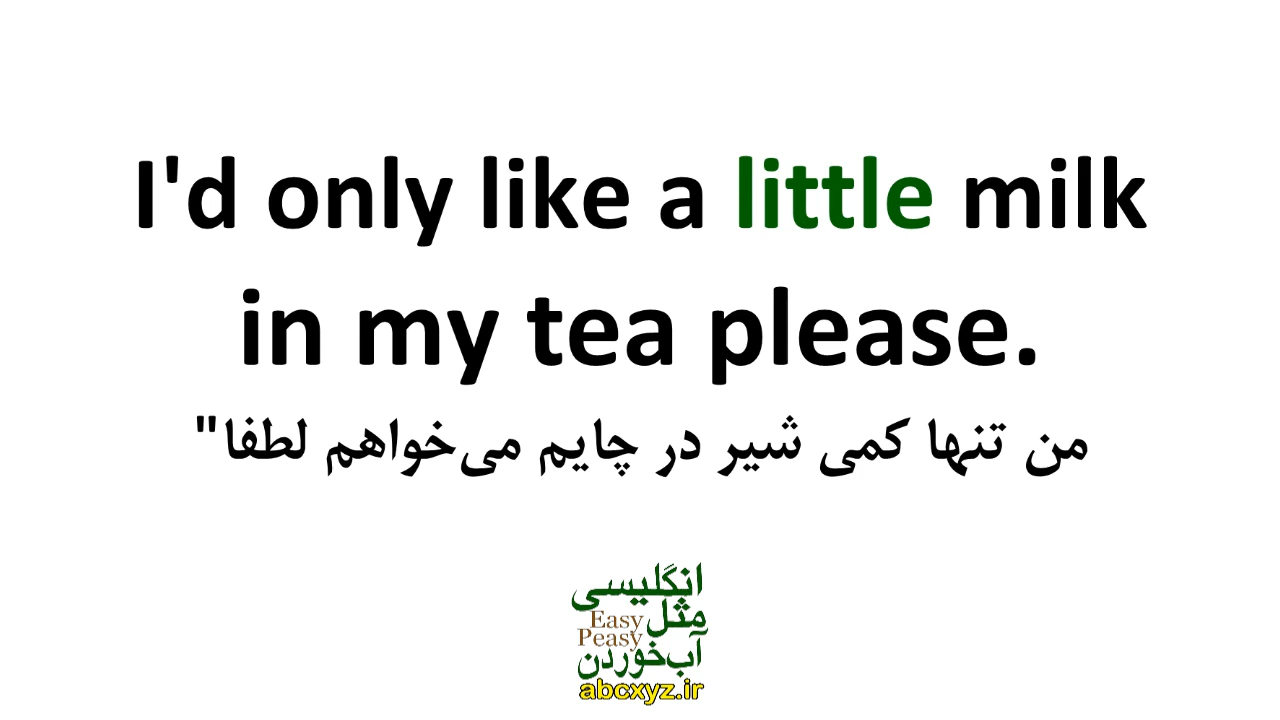 I'd only like a little milk
in my tea please.
من تنها کمی شیر در چایم می‌خواهم لطفا"
انگلیسی
مثل
Easy
Peasy
آب‌خوردن
abcxyz.ir